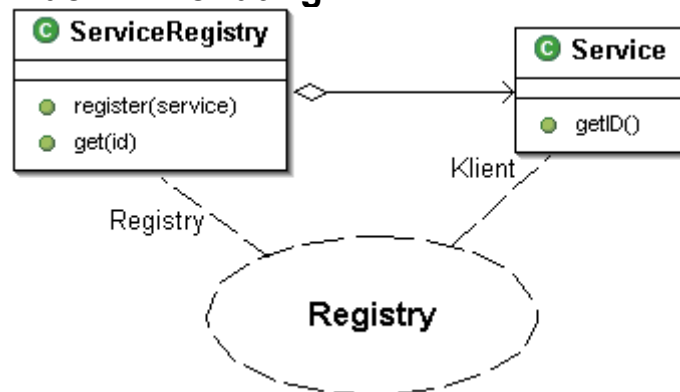 C ServiceRegistry
register(service)
get(id)
C Service
getID()
Klient
Registry
Registry